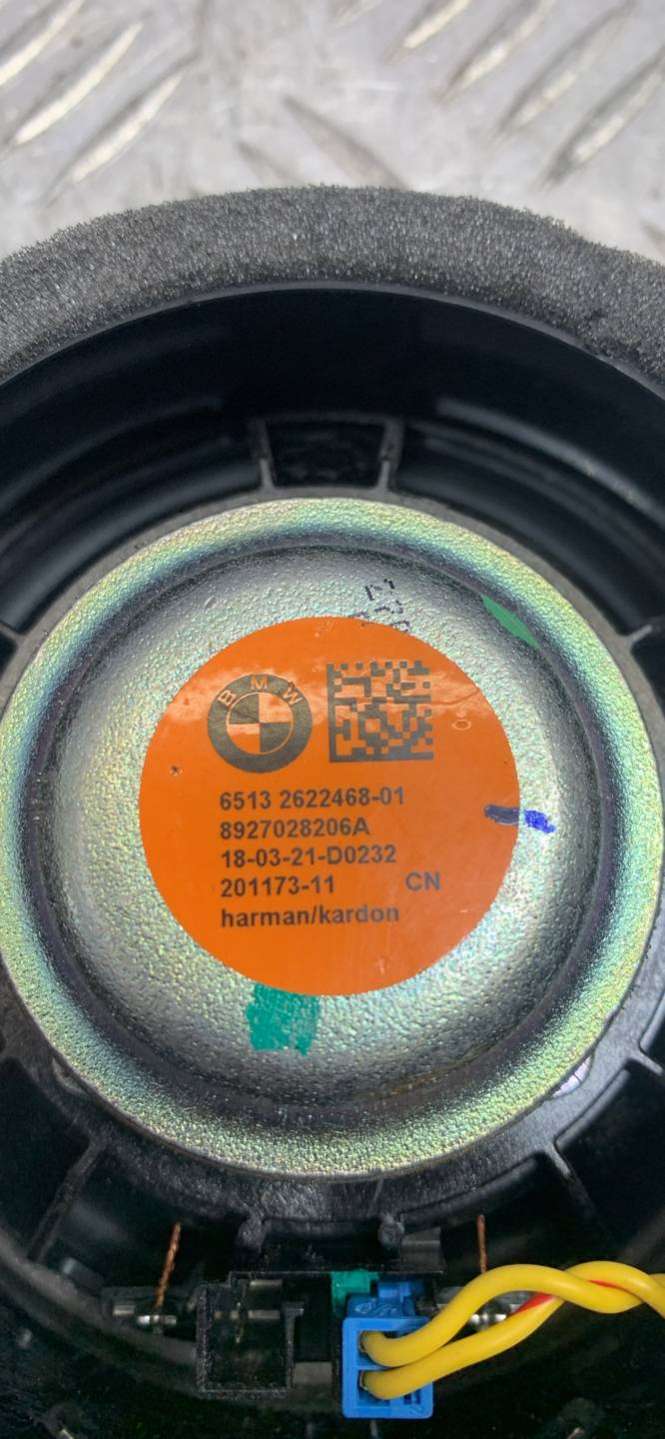 BMW
6513 2622468-01
8927028206A
18-03-21-D0232
201173-11 CN
harman/kardon